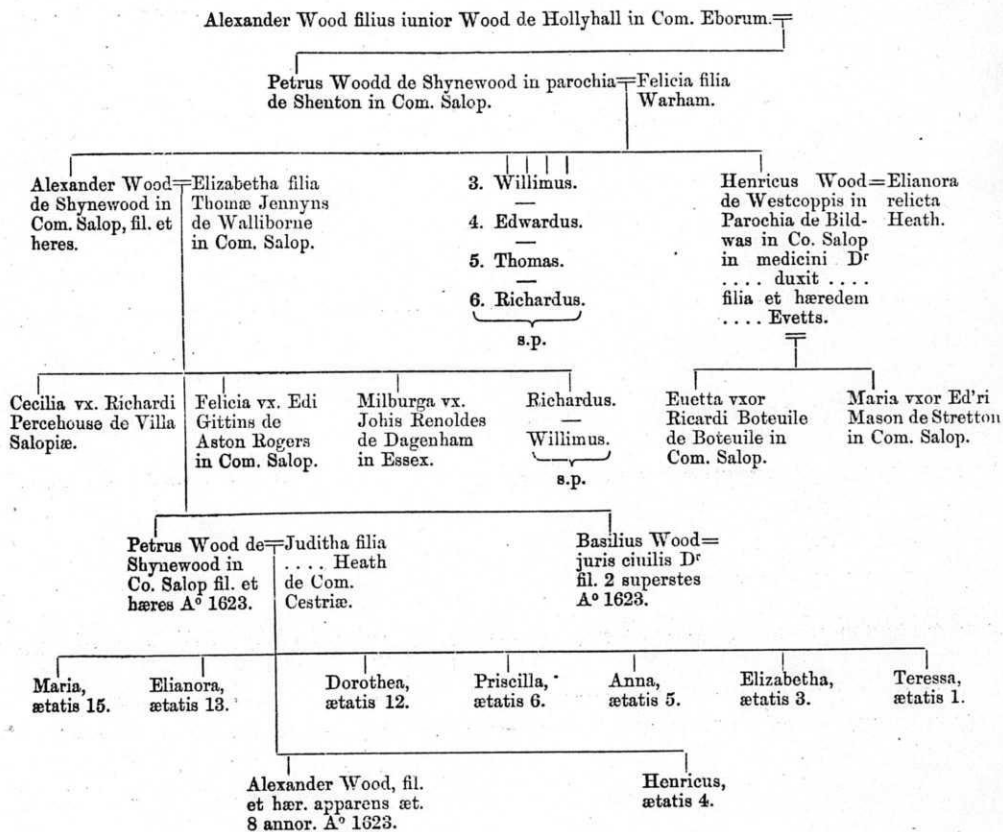 Alexander Wood filius iunior Wood de Hollyhall in Com. Eborum.
Petrus Woodd de Shynewood in parochia
de Shenton in Com. Salop.
Felicia filia
Warham.
Alexander Wood
de Shynewood in
Com. Salop, fil. et
heres.
Elizabetha filia
Thomæ Jennyns
de Walliborne
in Com. Salop.
3. Willimus.
—
4. Edwardus.
—
5. Thomas.
—
6. Richardus.
s.p.
Henricus Wood
de Westcoppis in
Parochia de Bild-
was in Co. Salop
in medicini Dr
. . . . duxit . . . .
filia et hæredem
. . . . Evetts.
Elianora
relicta
Heath.
Cecilia vx. Richardi
Percehouse de Villa
Salopiæ.
Felicia vx. Edi
Gittins de
Aston Rogers
in Com. Salop.
Milburga vx.
Johis Renoldes
de Dagenham
in Essex.
Richardus.
—
Willimus.
s.p.
Euetta vxor
Ricardi Boteuile
de Boteuile in
Com. Salop.
Maria vxor Ed'ri
Mason de Stretton
in Com. Salop.
Petrus Wood de
Shynewood in
Co. Salop fil. et
hæres Aº 1623.
Juditha filia
. . . . Heath
de Com.
Cestriæ.
Basilius Wood
juris ciuilis Dr
fil. 2 superstes
Aº 1623.
Maria,
ætatis 15.
Elianora,
ætatis 13.
Dorothea,
ætatis 12.
Priscilla,
ætatis 6.
Anna,
ætatis 5.
Elizabetha,
ætatis 3.
Teressa,
ætatis 1.
Alexander Wood, fil.
et hær. apparens æt.
8 annor. Aº 1623.
Henricus,
ætatis 4.